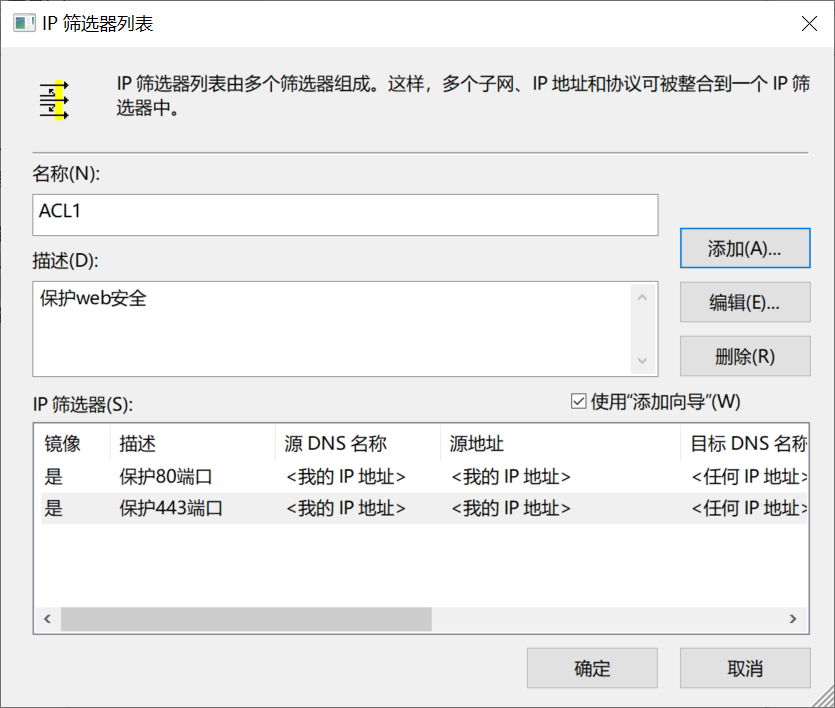 IP 筛选器列表
IP 筛选器列表由多个筛选器组成。这样，多个子网、IP 地址和协议可被整合到一个 IP 筛
选器中。
名称(N):
ACL1
添加(A)...
描述(D):
保护web安全
编辑(E)...
删除(R)
IP 筛选器(S):
使用“添加向导”(W)
镜像 描述 源 DNS 名称 源地址 目标 DNS 名称
是 保护80端口 <我的 IP 地址> <我的 IP 地址> <任何 IP 地址>
是 保护443端口 <我的 IP 地址> <我的 IP 地址> <任何 IP 地址>
确定 取消